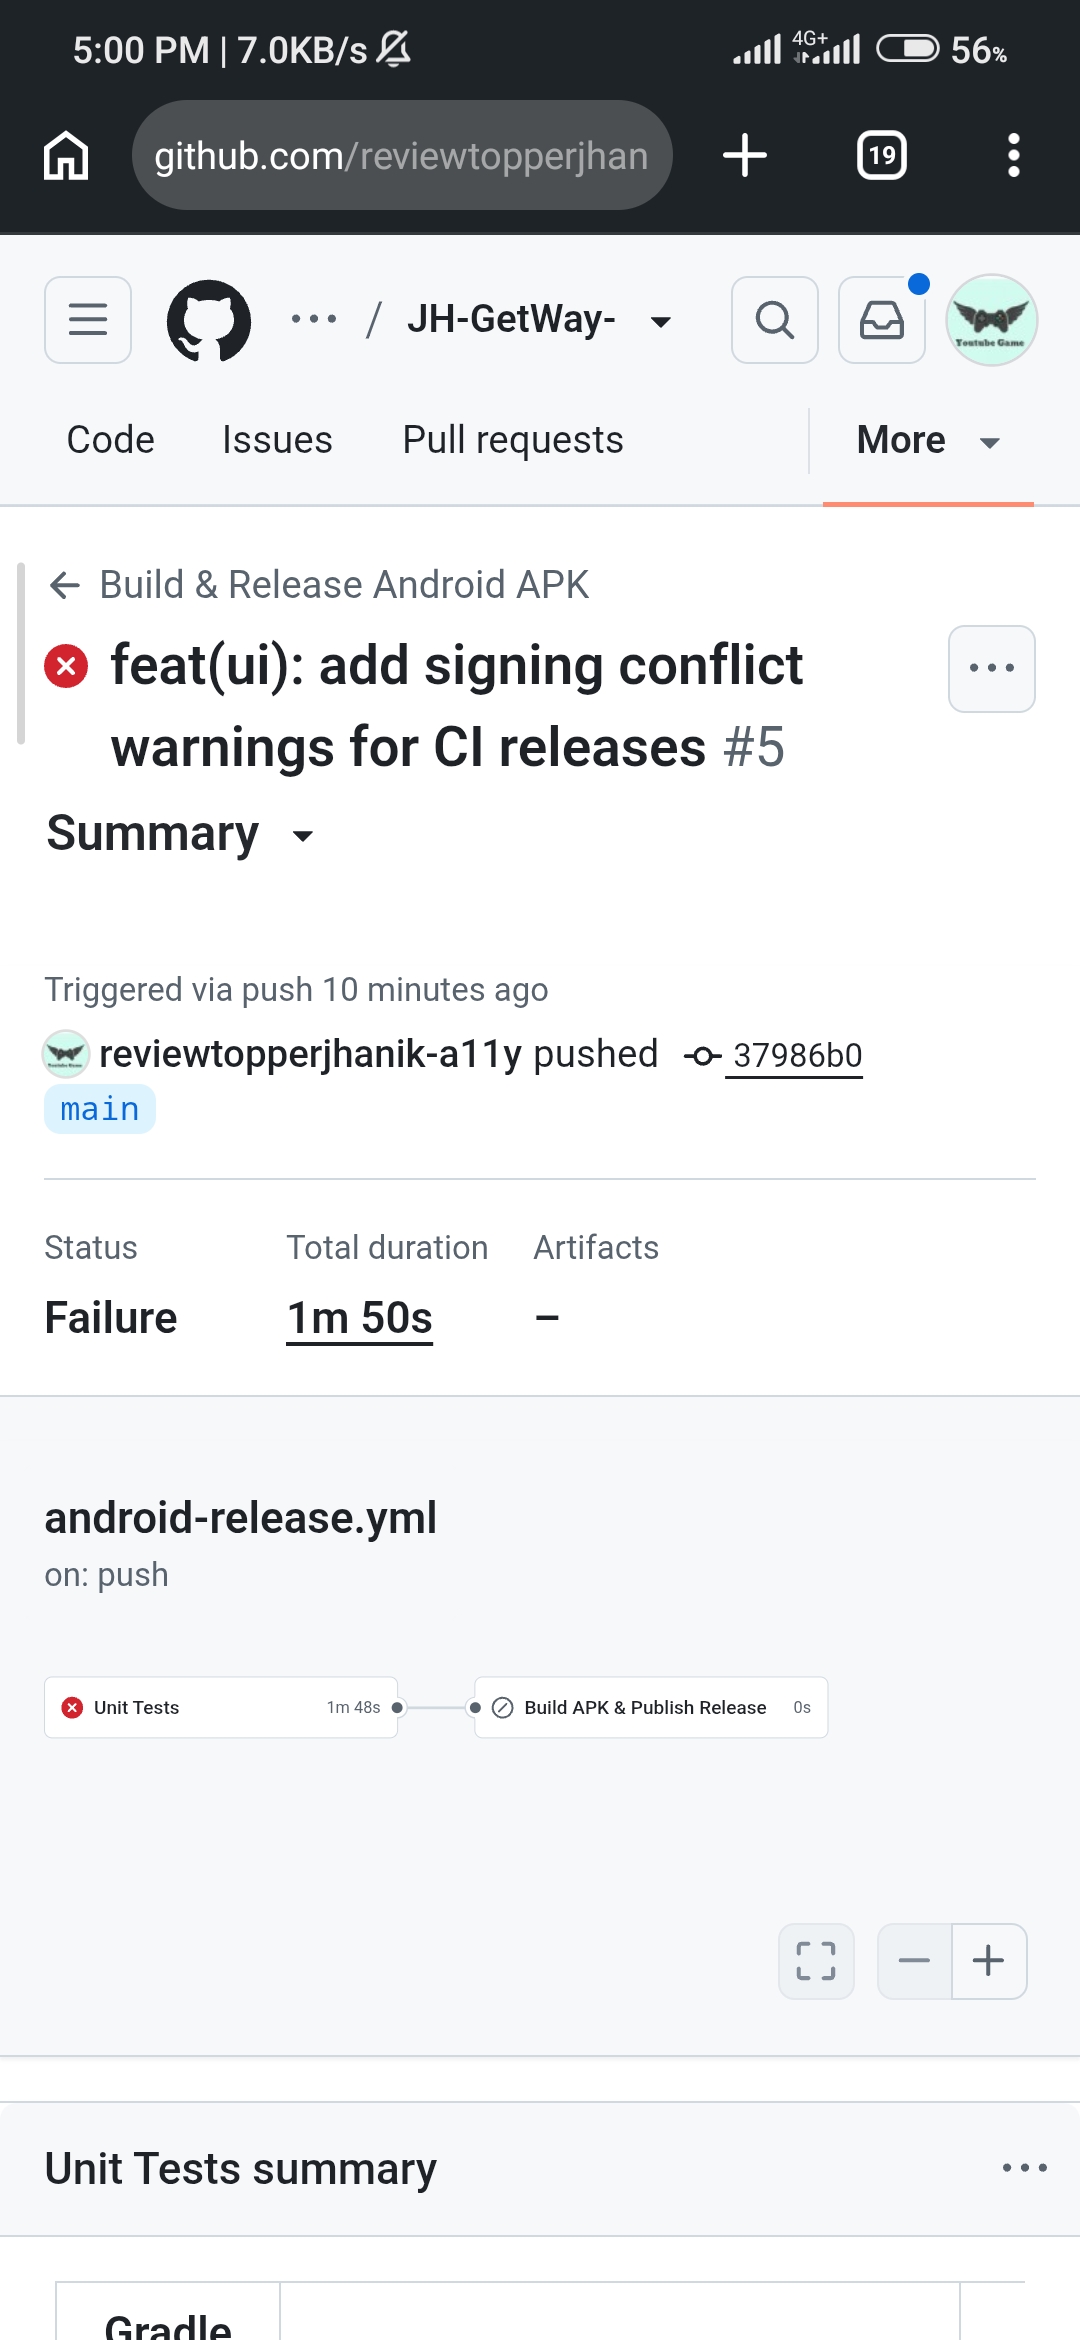 5:00 PM | 7.0KB/s 4G+ 56%
github.com/reviewtopperjhan 19
... / JH-GetWay-
Youtube Game
Code Issues Pull requests More
Build & Release Android APK
feat(ui): add signing conflict
warnings for CI releases #5
Summary
Triggered via push 10 minutes ago
reviewtopperjhanik-a11y pushed 37986b0
main
Status Total duration Artifacts
Failure 1m 50s –
android-release.yml
on: push
Unit Tests 1m 48s Build APK & Publish Release 0s
Unit Tests summary
Gradle